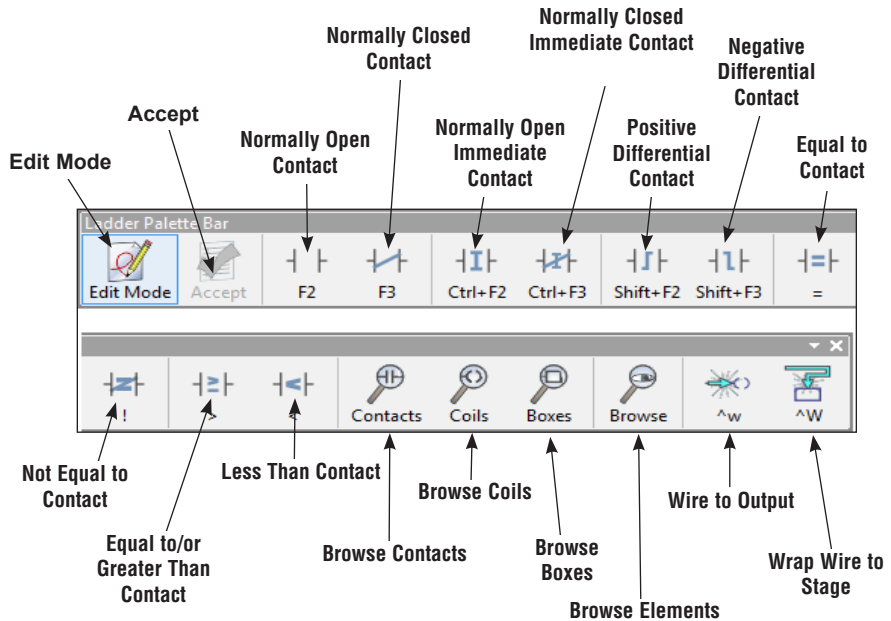 Normally Closed
Contact
Normally Closed
Immediate Contact
Negative
Differential
Contact
Accept
Edit Mode
Normally Open
Contact
Normally Open
Immediate
Contact
Positive
Differential
Contact
Equal to
Contact
Ladder Palette Bar
Edit Mode Accept F2 F3 Ctrl+F2 Ctrl+F3 Shift+F2 Shift+F3 =
! > < Contacts Coils Boxes Browse ^w ^W
Not Equal to
Contact
Equal to/or
Greater Than
Contact
Less Than Contact
Browse Contacts
Browse Coils
Browse
Boxes
Browse Elements
Wire to Output
Wrap Wire to
Stage